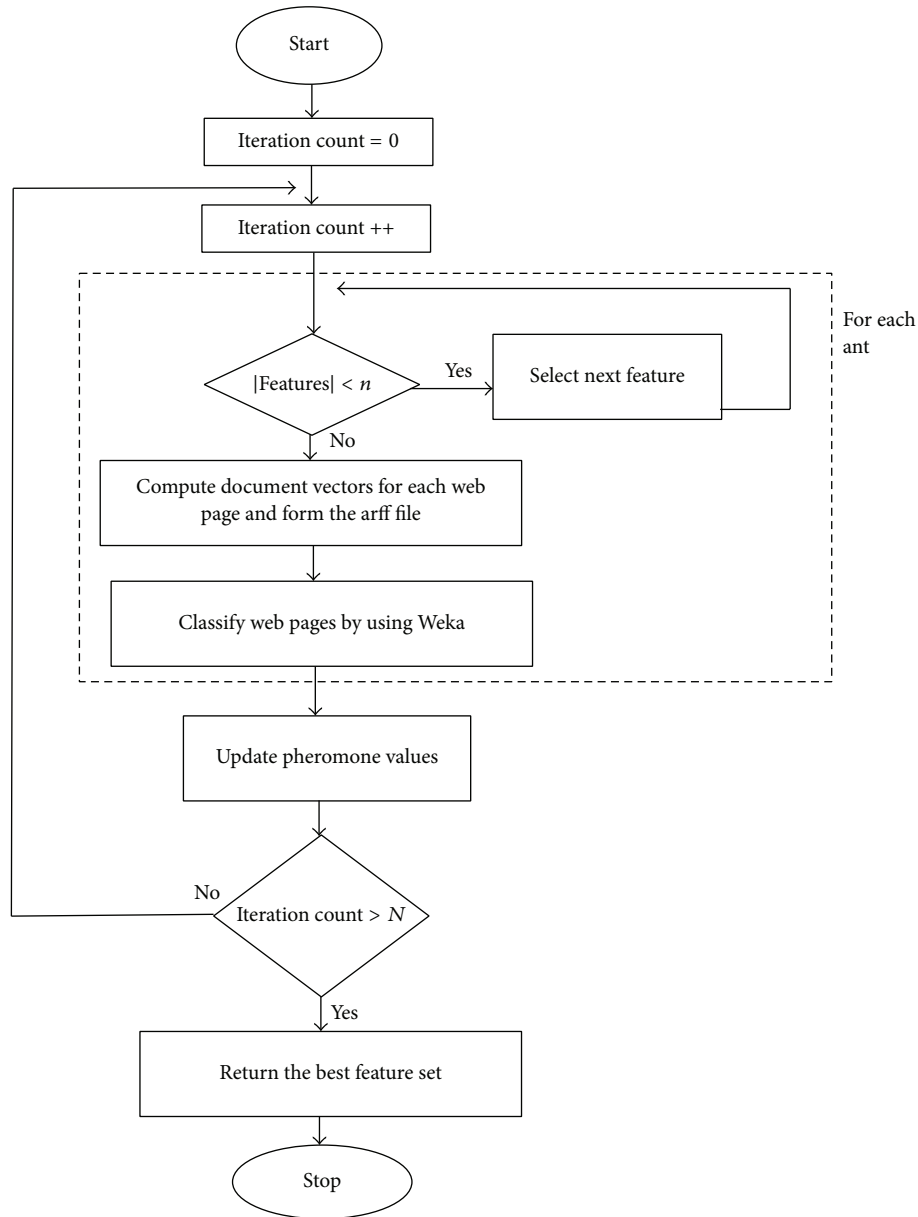 Start
Iteration count = 0
Iteration count ++
For each
ant
|Features| < n
Yes
Select next feature
No
Compute document vectors for each web
page and form the arff file
Classify web pages by using Weka
Update pheromone values
No
Iteration count > N
Yes
Return the best feature set
Stop